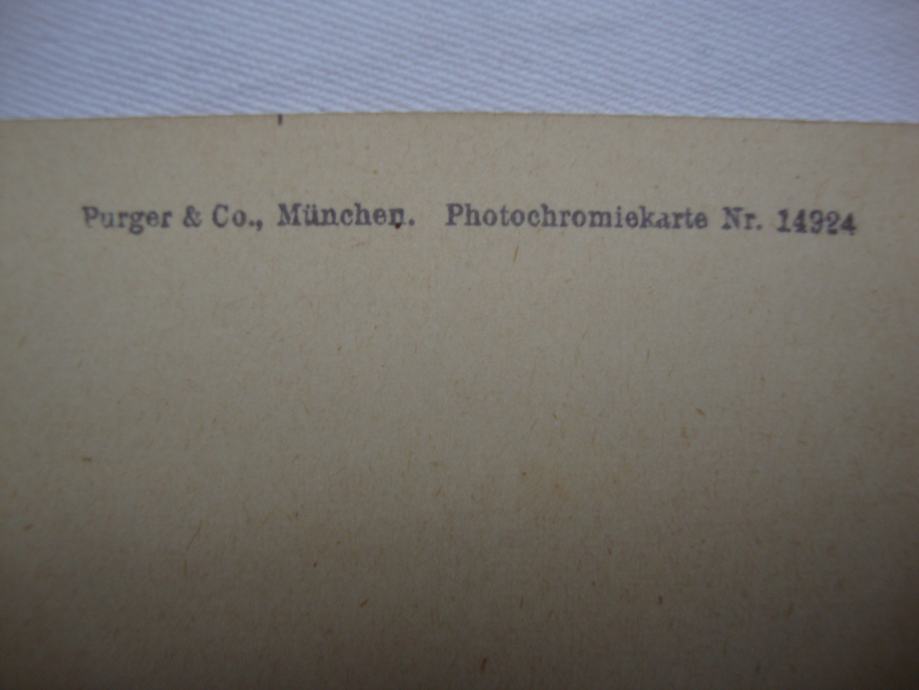 Purger & Co., München. Photochromiekarte Nr. 14924